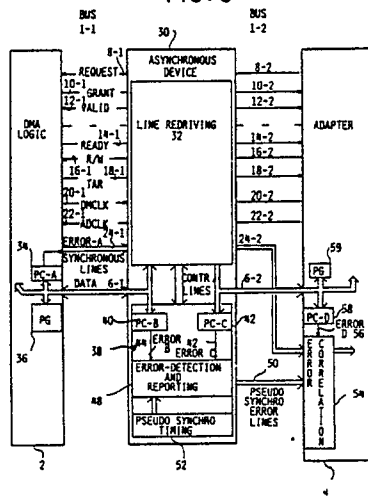 BUS
1-1
BUS
1-2
30
8-1
REQUEST
10-1
GRANT
12-1
VALID
14-1
READY
R/W
16-1
18-1
TAR
20-1
DMCLK
22-1
ADCLK
24-1
ERROR-A
SYNCHRONOUS
LINES
DATA
6-1
DMA
LOGIC
34
PC-A
PG
36
2
ASYNCHRONOUS
DEVICE
LINE REDRIVING
32
CONTR
LINES
40
PC-B
PC-C
42
38
44
ERROR
B
42
ERROR
C
ERROR-DETECTION
AND
REPORTING
48
PSEUDO SYNCHRO
TIMING
52
8-2
10-2
12-2
14-2
16-2
18-2
20-2
22-2
24-2
6-2
50
PSEUDO
SYNCHRO
ERROR
LINES
ADAPTER
59
PG
PC-D
58
ERROR
D 56
ERROR
CORRELATION
54
4